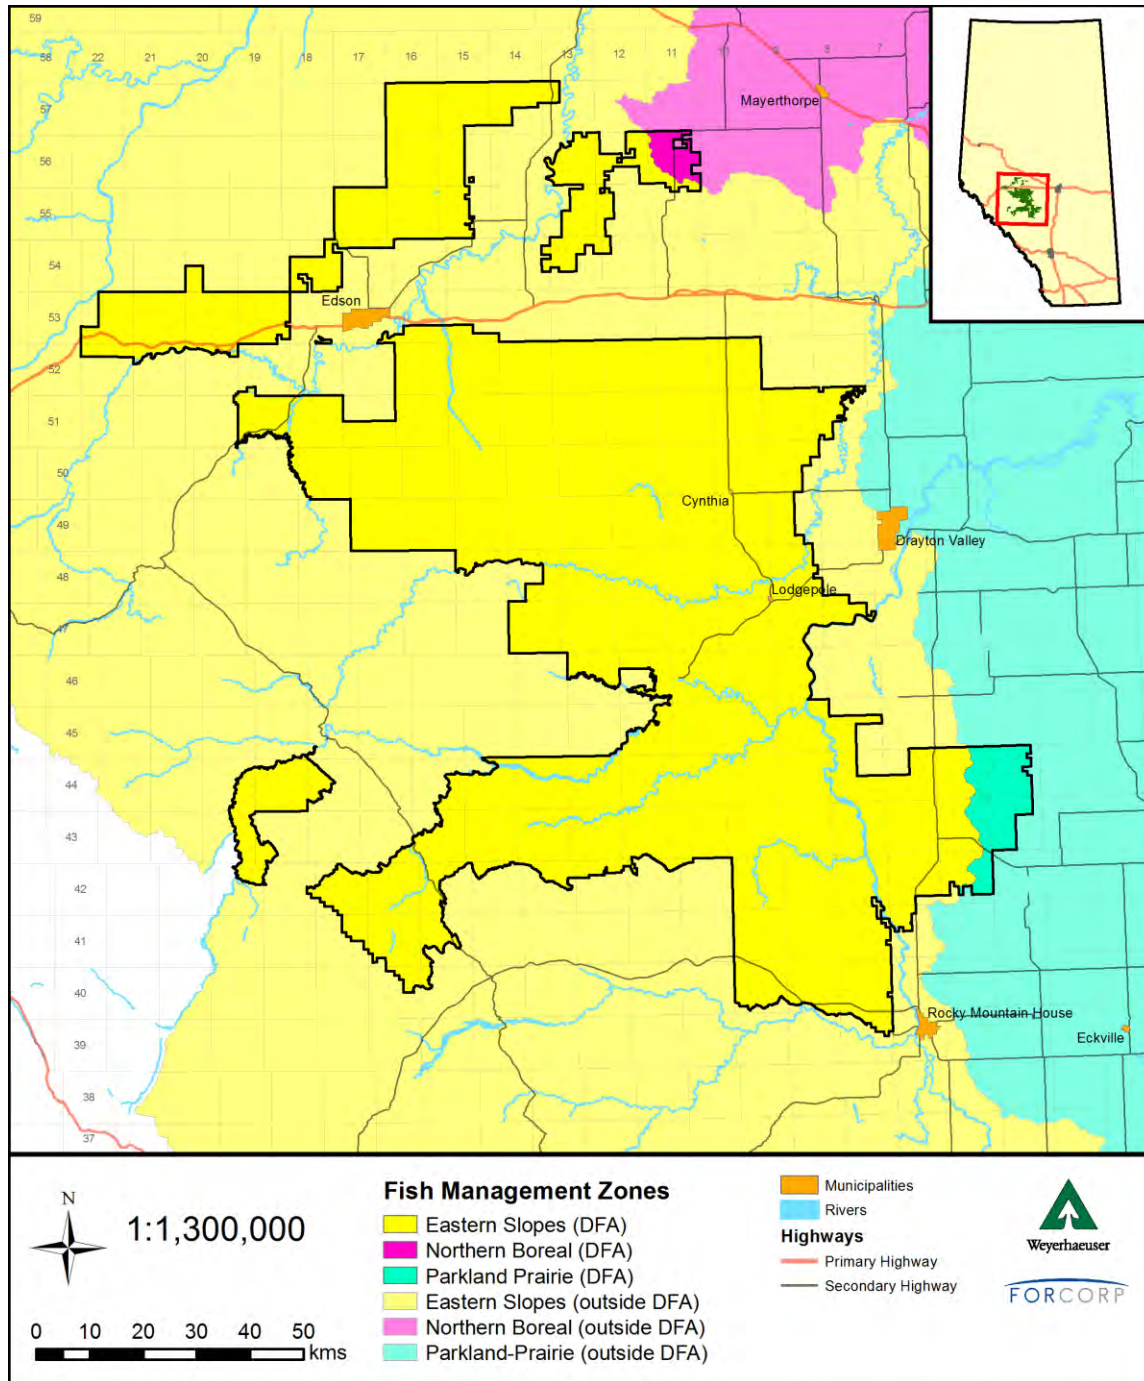 59
58 22 21 20 19 18 17 16 15 14 13 12 11 10 9 8 7
57
Mayerthorpe
56
55
54
Edson
53
52
51
50
Cynthia
49
Drayton Valley
48
Lodgepole
47
46
45
44
43
42
41
40
Rocky Mountain House
39
Eckville
38
37
N
1:1,300,000
0 10 20 30 40 50
kms
Fish Management Zones
Eastern Slopes (DFA)
Northern Boreal (DFA)
Parkland Prairie (DFA)
Eastern Slopes (outside DFA)
Northern Boreal (outside DFA)
Parkland-Prairie (outside DFA)
Municipalities
Rivers
Highways
Primary Highway
Secondary Highway
Weyerhaeuser
FORCORP